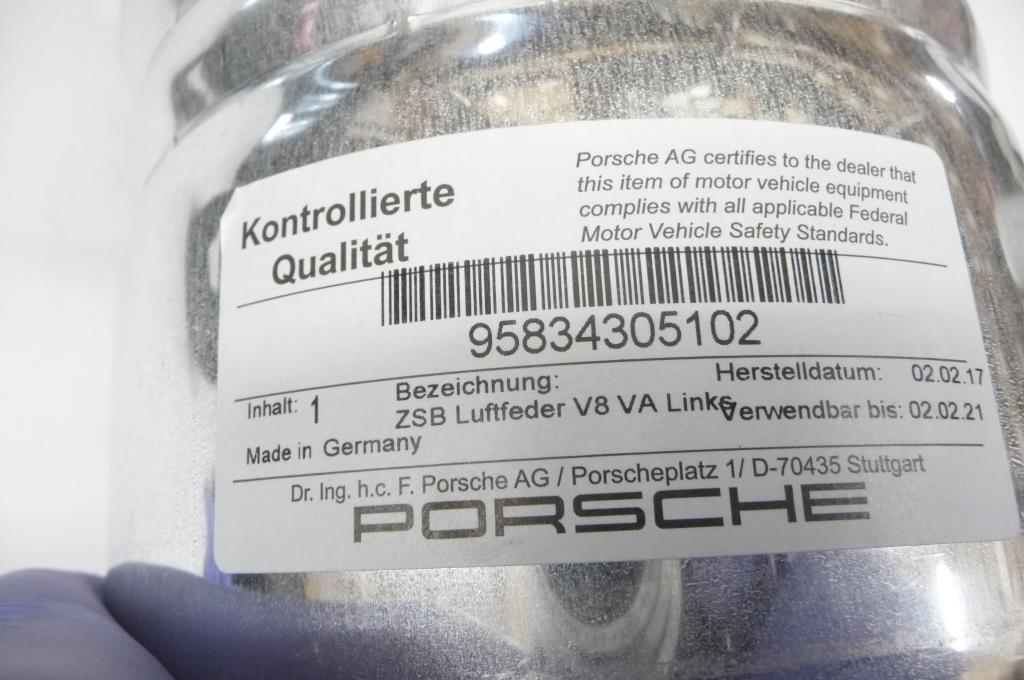 Kontrollierte
Qualität
Porsche AG certifies to the dealer that
this item of motor vehicle equipment
complies with all applicable Federal
Motor Vehicle Safety Standards.
95834305102
Inhalt: 1
Bezeichnung:
ZSB Luftfeder V8 VA Links
Herstelldatum: 02.02.17
Verwendbar bis: 02.02.21
Made in Germany
Dr. Ing. h.c. F. Porsche AG / Porscheplatz 1/ D-70435 Stuttgart
PORSCHE